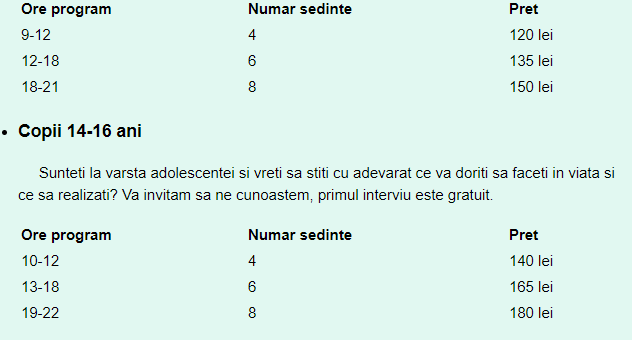 Ore program Numar sedinte Pret
9-12 4 120 lei
12-18 6 135 lei
18-21 8 150 lei
Copii 14-16 ani
Sunteti la varsta adolescentei si vreti sa stiti cu adevarat ce va doriti sa faceti in viata si
ce sa realizati? Va invitam sa ne cunoastem, primul interviu este gratuit.
Ore program Numar sedinte Pret
10-12 4 140 lei
13-18 6 165 lei
19-22 8 180 lei